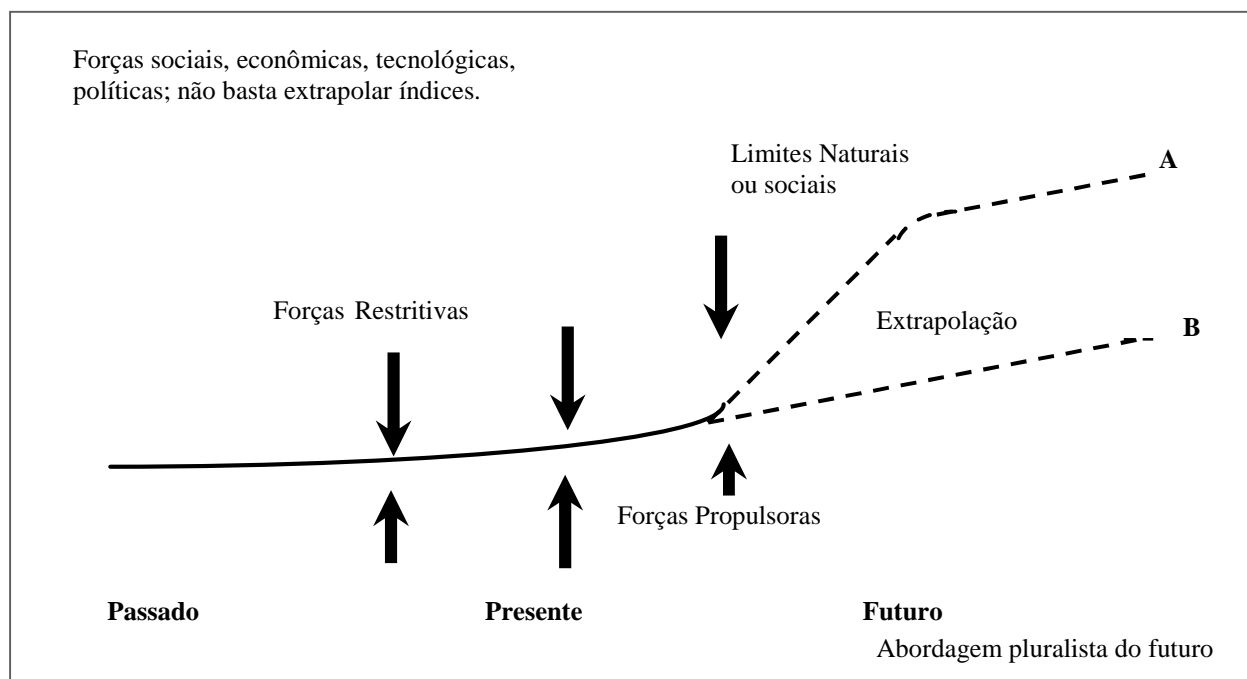 Forças sociais, econômicas, tecnológicas,
políticas; não basta extrapolar índices.
Limites Naturais
ou sociais
A
Forças Restritivas
Extrapolação
B
Forças Propulsoras
Passado
Presente
Futuro
Abordagem pluralista do futuro